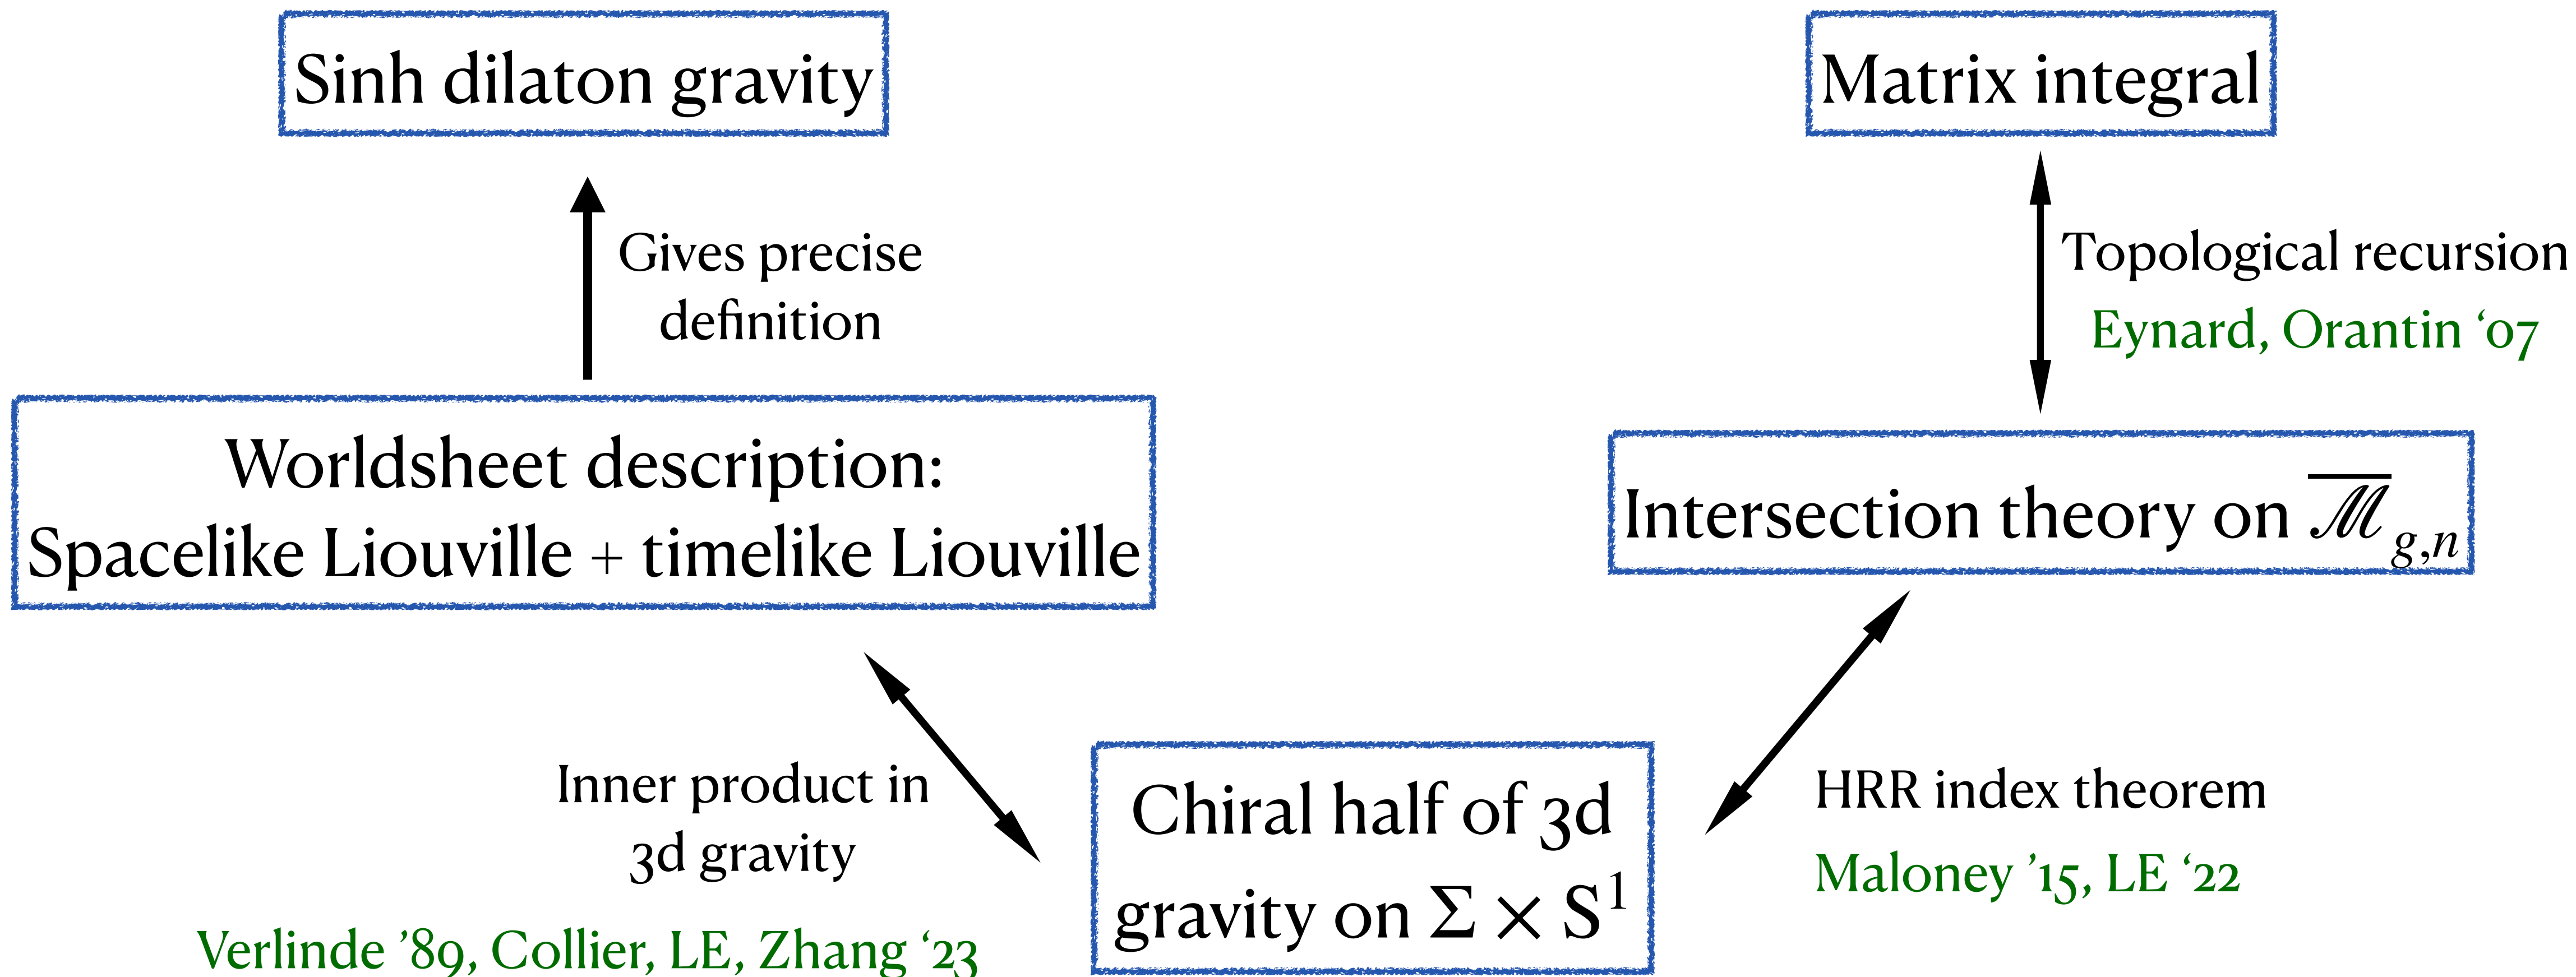 Sinh dilaton gravity
Matrix integral
Gives precise
definition
Topological recursion
Eynard, Orantin ‘07
Worldsheet description:
Spacelike Liouville + timelike Liouville
Intersection theory on $\overline{\mathcal{M}}_{g,n}$
Inner product in
3d gravity
Verlinde ’89, Collier, LE, Zhang ‘23
Chiral half of 3d
gravity on Σ × S¹
HRR index theorem
Maloney ’15, LE ‘22